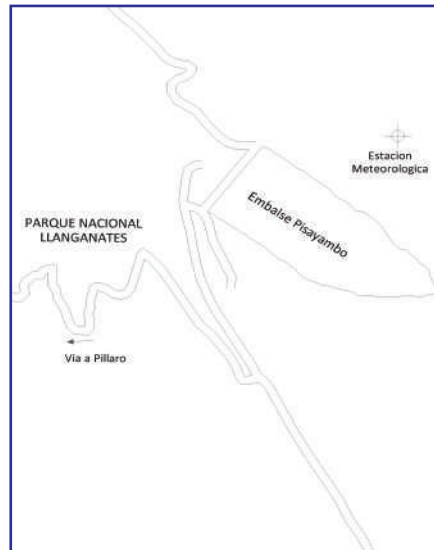 Estacion
Meteorologica
Embalse Pisayambo
PARQUE NACIONAL
LLANGANATES
Via a Pillaro